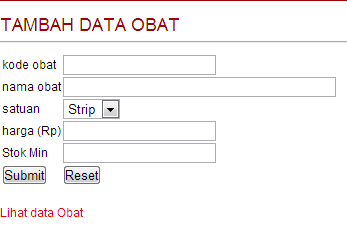 TAMBAH DATA OBAT
kode obat
nama obat
satuan Strip
harga (Rp)
Stok Min
Submit Reset
Lihat data Obat